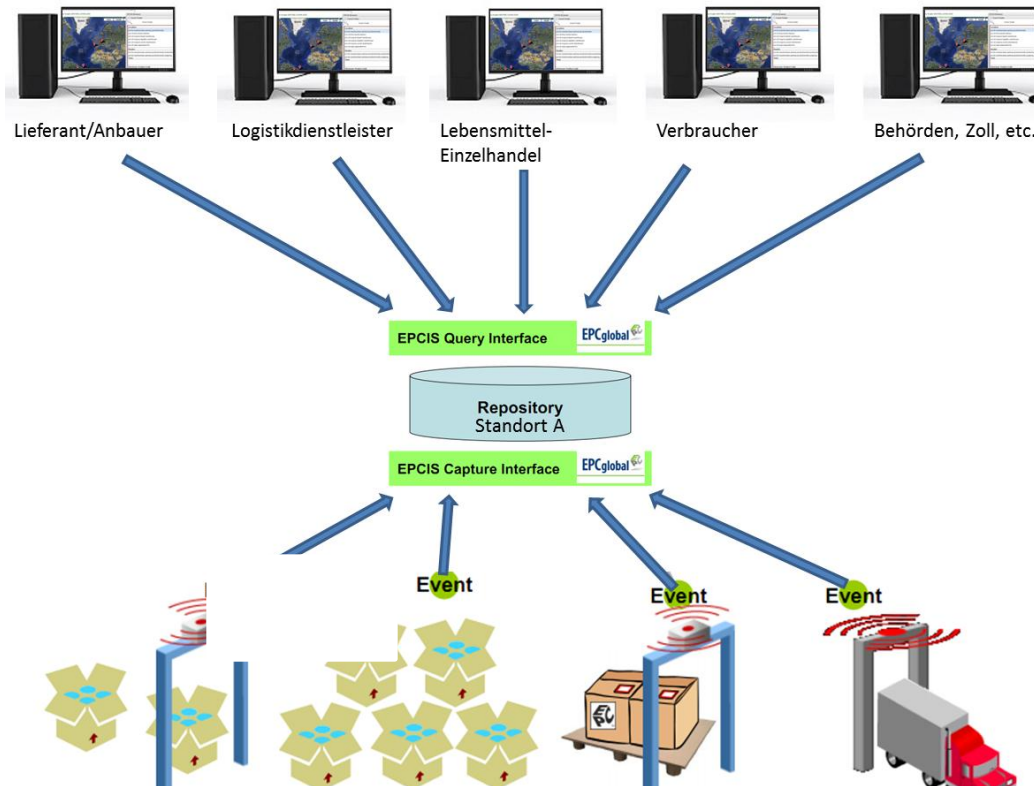 Lieferant/Anbauer
Logistikdienstleister
Lebensmittel-
Einzelhandel
Verbraucher
Behörden, Zoll, etc.
EPCIS Query Interface
EPCglobal
Repository
Standort A
EPCIS Capture Interface
EPCglobal
Event
Event
Event